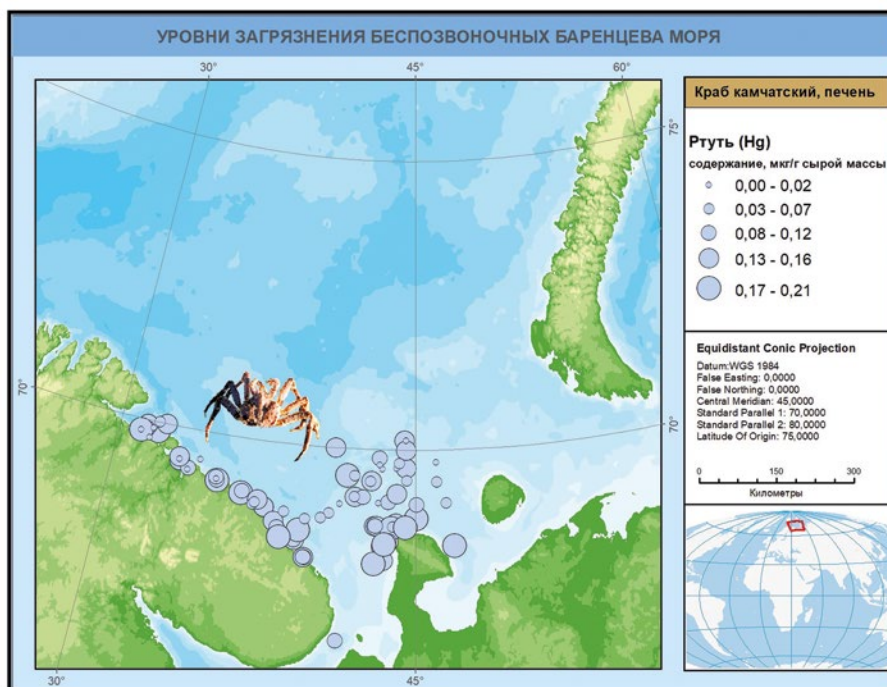 УРОВНИ ЗАГРЯЗНЕНИЯ БЕСПОЗВОНОЧНЫХ БАРЕНЦЕВА МОРЯ
30°
45°
60°
75°
70°
70°
30°
45°
Краб камчатский, печень
Ртуть (Hg)
содержание, мкг/г сырой массы
0,00 - 0,02
0,03 - 0,07
0,08 - 0,12
0,13 - 0,16
0,17 - 0,21
Equidistant Conic Projection
Datum:WGS 1984
False Easting: 0,0000
False Northing: 0,0000
Central Meridian: 45,0000
Standard Parallel 1: 70,0000
Standard Parallel 2: 80,0000
Latitude Of Origin: 75,0000
0 150 300
Километры